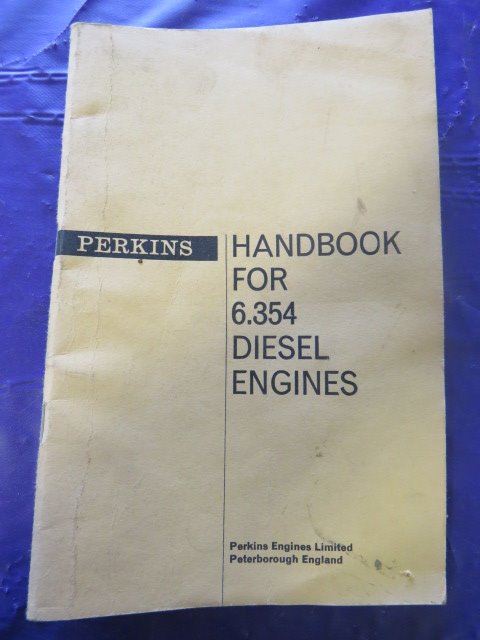 PERKINS
HANDBOOK
FOR
6.354
DIESEL
ENGINES
Perkins Engines Limited
Peterborough England